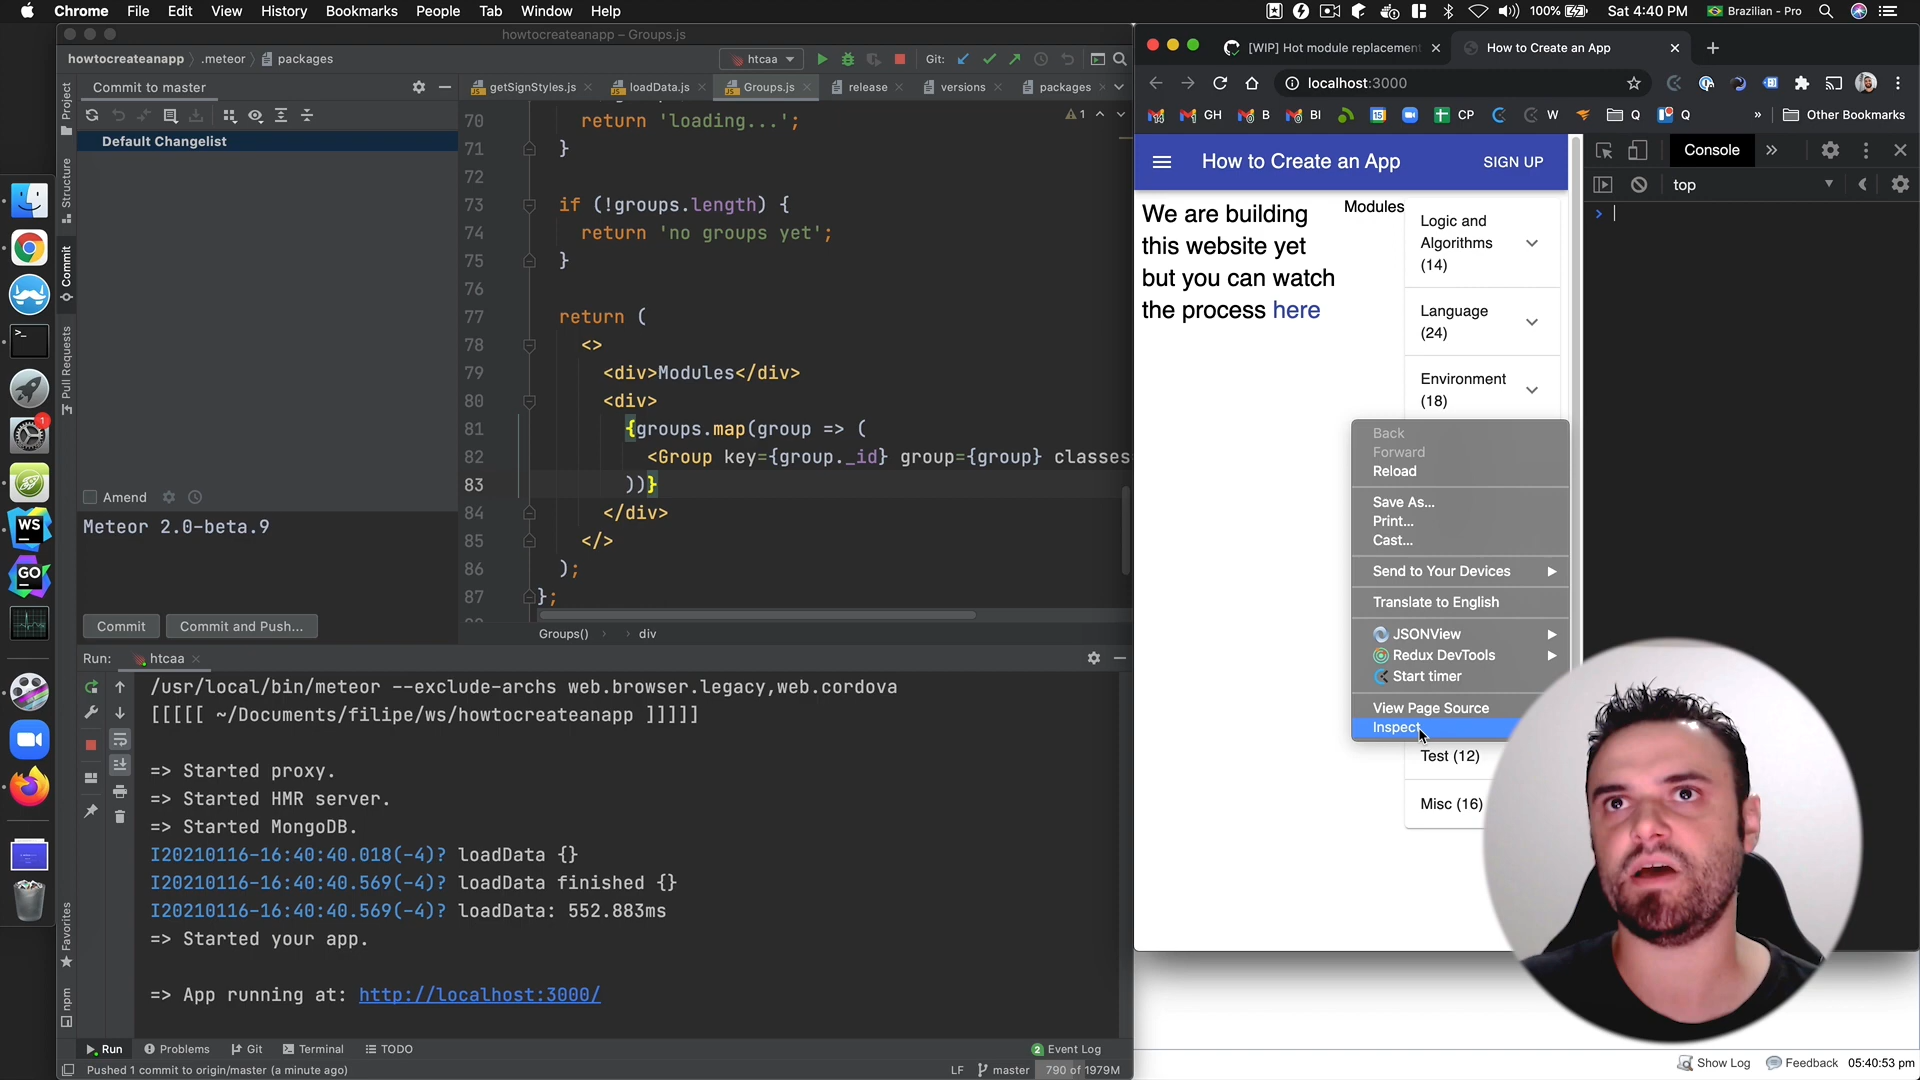 Chrome File Edit View History Bookmarks People Tab Window Help
100% Sat 4:40 PM Brazilian - Pro
howtocreateanapp – Groups.js
howtocreateanapp .meteor packages
htcaa
Git:
Commit to master
getSignStyles.js loadData.js Groups.js release versions packages
Project
Structure
Commit
Pull Requests
Favorites
npm
Default Changelist
Amend
Meteor 2.0-beta.9
Commit Commit and Push...
1
70 return 'loading...';
71 }
72
73 if (!groups.length) {
74 return 'no groups yet';
75 }
76
77 return (
78 <>
79 <div>Modules</div>
80 <div>
81 {groups.map(group => (
82 <Group key={group._id} group={group} classes
83 ))}
84 </div>
85 </>
86 );
87 };
Groups() div
Run: htcaa
/usr/local/bin/meteor --exclude-archs web.browser.legacy,web.cordova
[[[[[ ~/Documents/filipe/ws/howtocreateanapp ]]]]]
=> Started proxy.
=> Started HMR server.
=> Started MongoDB.
I20210116-16:40:40.018(-4)? loadData {}
I20210116-16:40:40.569(-4)? loadData finished {}
I20210116-16:40:40.569(-4)? loadData: 552.883ms
=> Started your app.
=> App running at: http://localhost:3000/
Run Problems Git Terminal TODO
2 Event Log
Pushed 1 commit to origin/master (a minute ago)
LF master 790 of 1979M
WS
GO
1
[WIP] Hot module replacement How to Create an App
localhost:3000
GH B BI CP W Q Q » Other Bookmarks
How to Create an App SIGN UP
We are building
this website yet
but you can watch
the process here
Modules
Logic and
Algorithms
(14)
Language
(24)
Environment
(18)
Test (12)
Misc (16)
Back
Forward
Reload
Save As...
Print...
Cast...
Send to Your Devices
Translate to English
JSONView
Redux DevTools
Start timer
View Page Source
Inspect
Console »
top
Show Log Feedback 05:40:53 pm